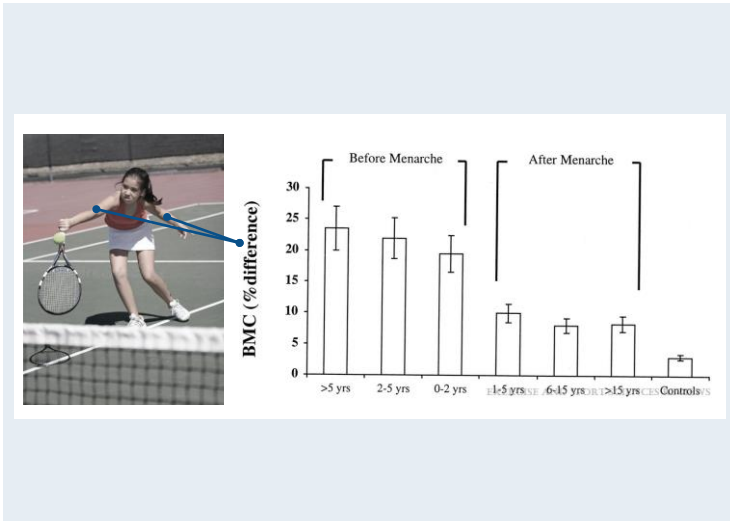 Before Menarche
After Menarche
BMC (%difference)
30
25
20
15
10
5
0
>5 yrs
2-5 yrs
0-2 yrs
1-5 yrs
6-15 yrs
>15 yrs
Controls